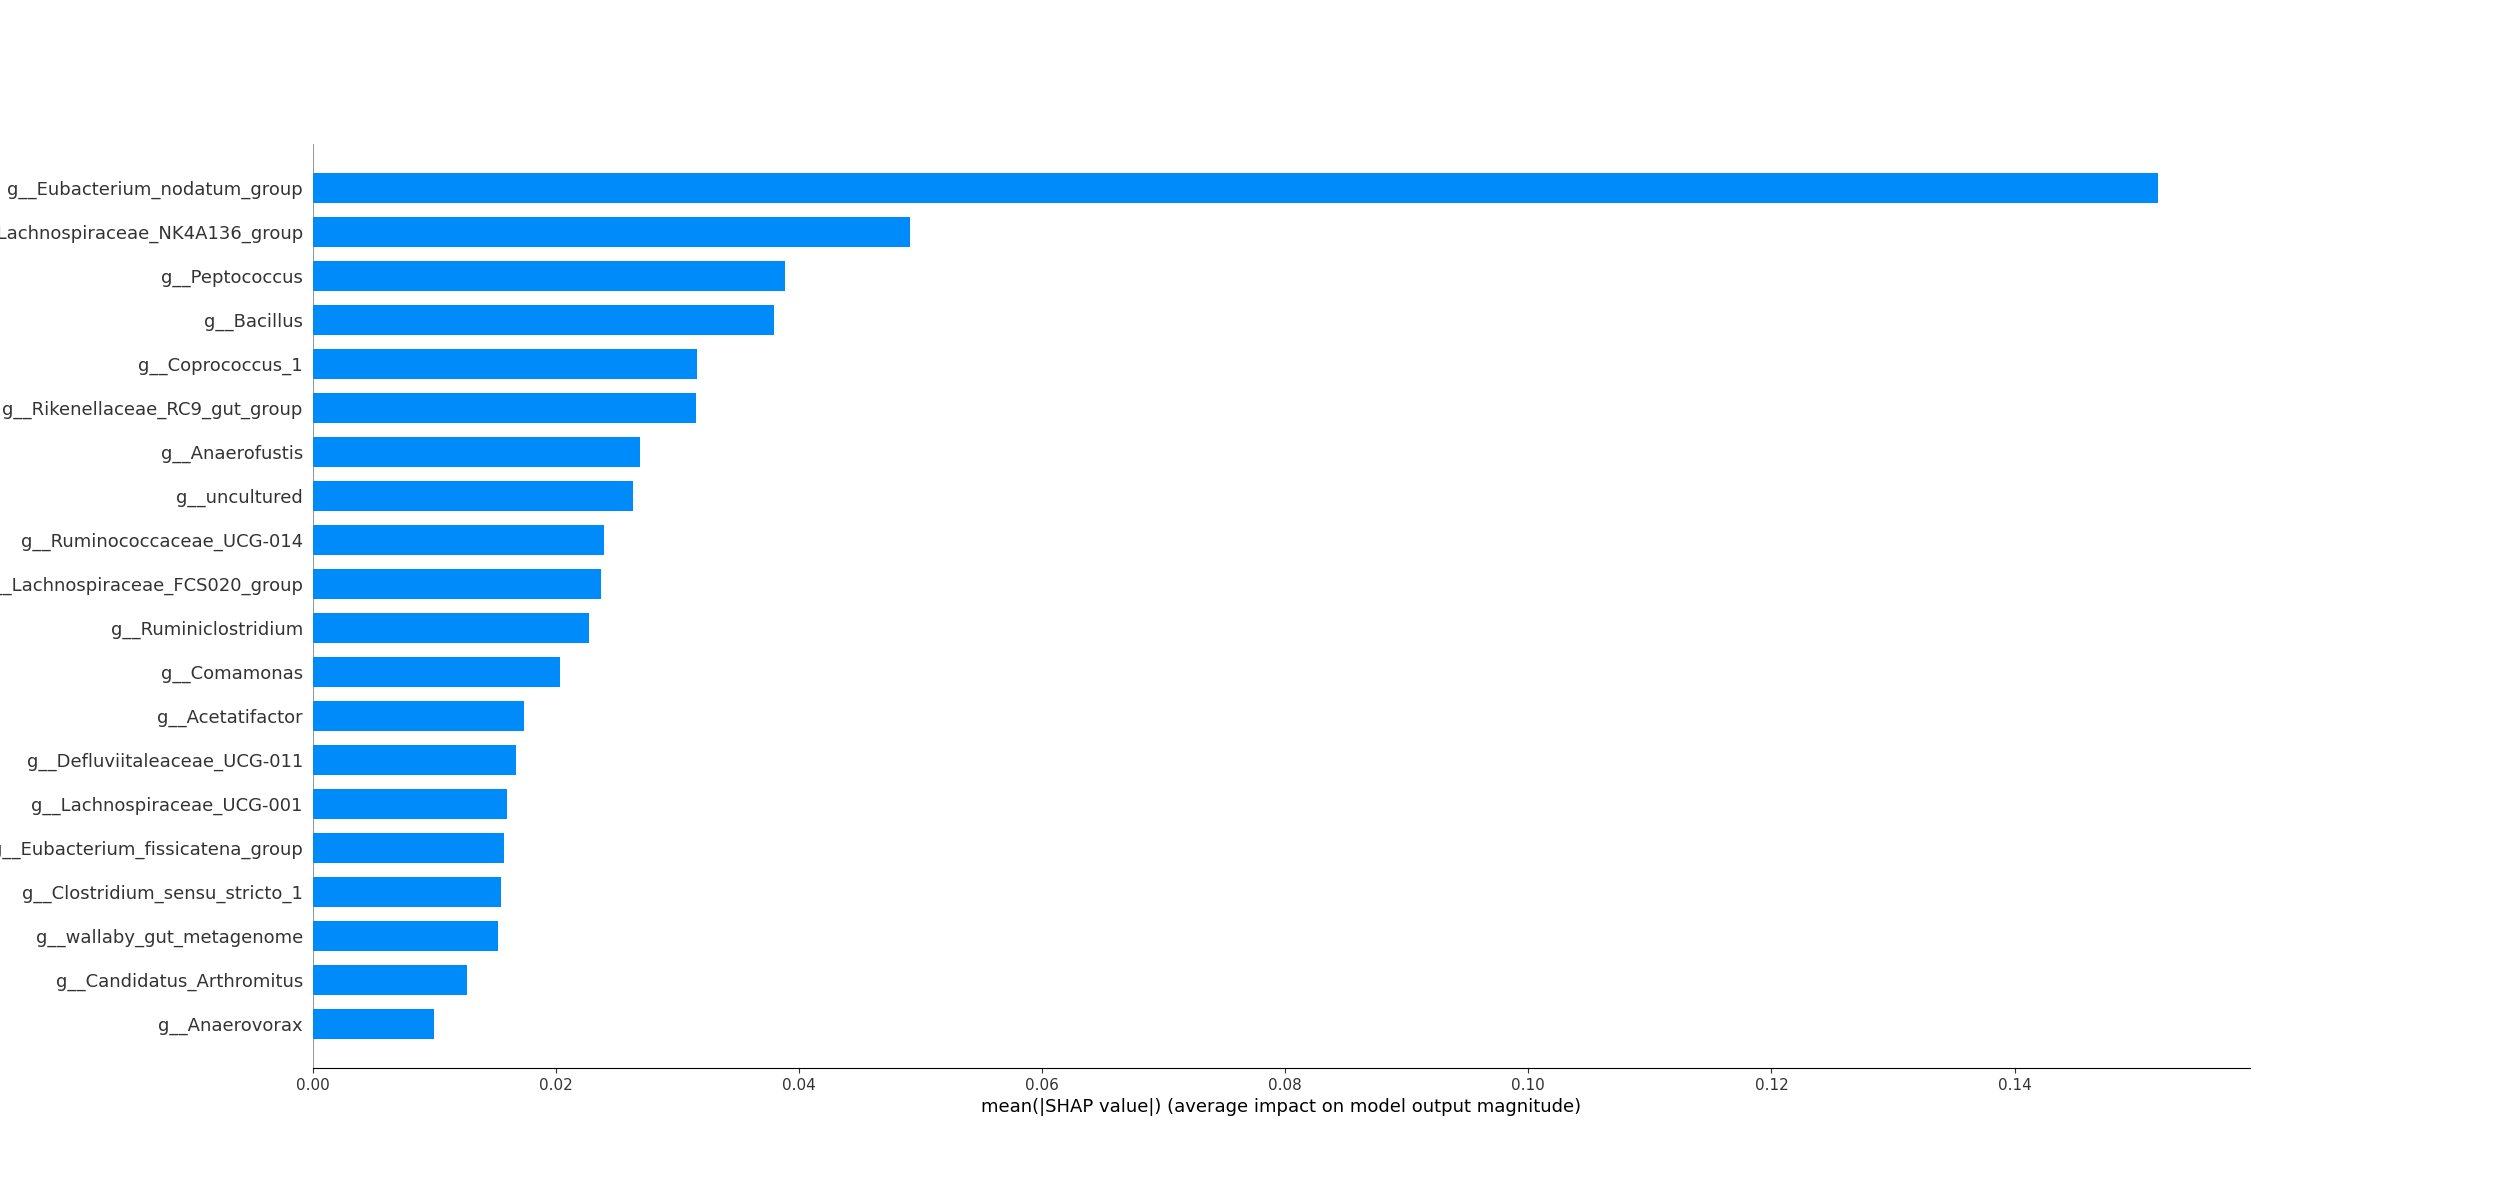 g__Eubacterium_nodatum_group
Lachnospiraceae_NK4A136_group
g__Peptococcus
g__Bacillus
g__Coprococcus_1
g__Rikenellaceae_RC9_gut_group
g__Anaerofustis
g__uncultured
g__Ruminococcaceae_UCG-014
__Lachnospiraceae_FCS020_group
g__Ruminiclostridium
g__Comamonas
g__Acetatifactor
g__Defluviitaleaceae_UCG-011
g__Lachnospiraceae_UCG-001
g__Eubacterium_fissicatena_group
g__Clostridium_sensu_stricto_1
g__wallaby_gut_metagenome
g__Candidatus_Arthromitus
g__Anaerovorax
0.00 0.02 0.04 0.06 0.08 0.10 0.12 0.14
mean(|SHAP value|) (average impact on model output magnitude)